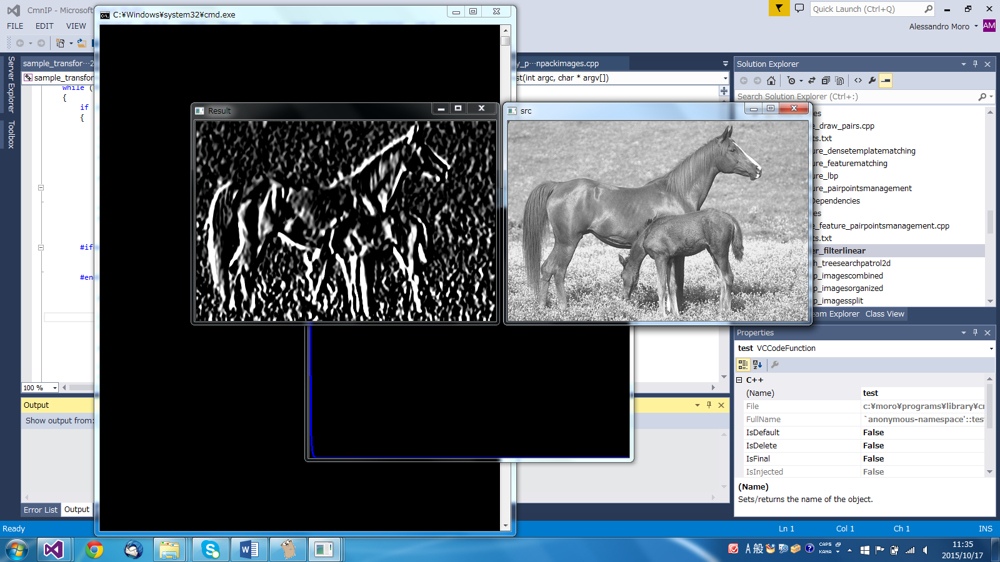 CmnIP - Microsoft
C:¥Windows¥system32¥cmd.exe
Quick Launch (Ctrl+Q)
FILE EDIT VIEW
Alessandro Moro AM
Server Explorer
Toolbox
sample_transfor···2
y_p···npackimages.cpp
sample_transfor
st(int argc, char * argv[])
while (
{
if
{
#if
#en
Result
src
Solution Explorer
Search Solution Explorer (Ctrl+:)
es
e_draw_pairs.cpp
ts.txt
ure_densetemplatematching
ure_featurematching
ure_lbp
ure_pairpointsmanagement
Dependencies
es
e_feature_pairpointsmanagement.cpp
ts.txt
er_filterlinear
h_treesearchpatrol2d
p_imagescombined
p_imagesorganized
p_imagessplit
eam Explorer Class View
Properties
test VCCodeFunction
C++
(Name) test
File c:¥moro¥programs¥library¥cr
FullName `anonymous-namespace'::tes
IsDefault False
IsDelete False
IsFinal False
IsInjected False
(Name)
Sets/returns the name of the object.
100 %
Output
Show output from:
Error List Output
Ready
Ln 1 Col 1 Ch 1 INS
A 般
CAPS
KANA
11:35
2015/10/17